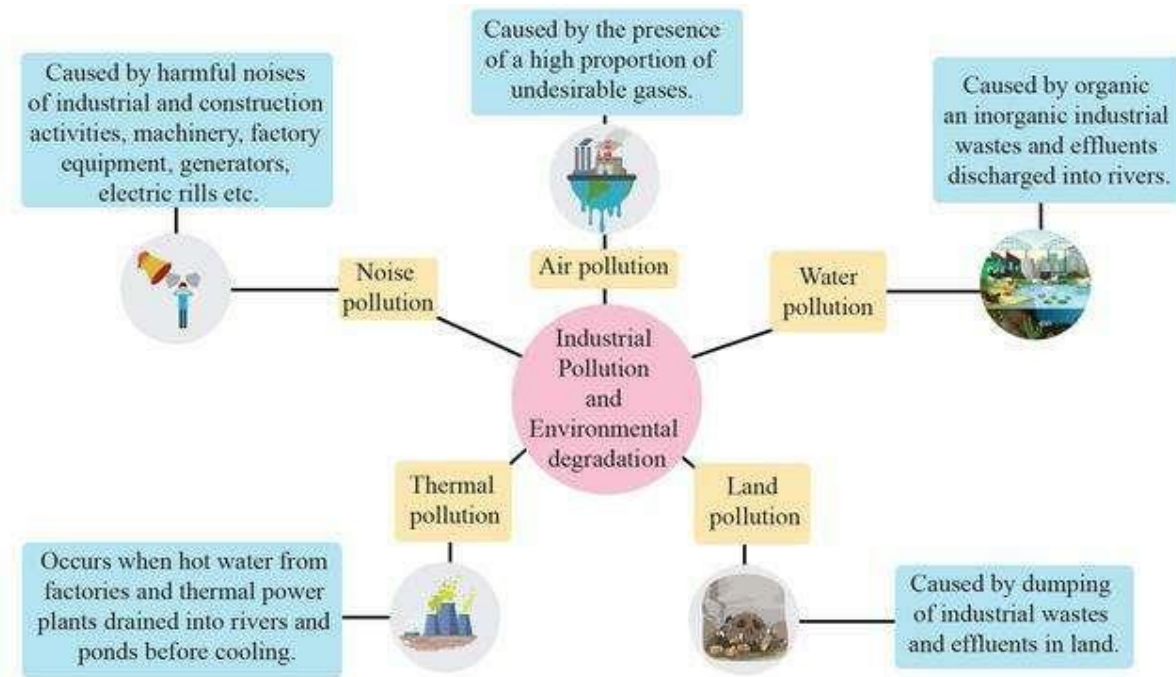 Caused by harmful noises
of industrial and construction
activities, machinery, factory
equipment, generators,
electric rills etc.
Caused by the presence
of a high proportion of
undesirable gases.
Caused by organic
an inorganic industrial
wastes and effluents
discharged into rivers.
Noise
pollution
Air pollution
Water
pollution
Industrial
Pollution
and
Environmental
degradation
Thermal
pollution
Land
pollution
Occurs when hot water from
factories and thermal power
plants drained into rivers and
ponds before cooling.
Caused by dumping
of industrial wastes
and effluents in land.